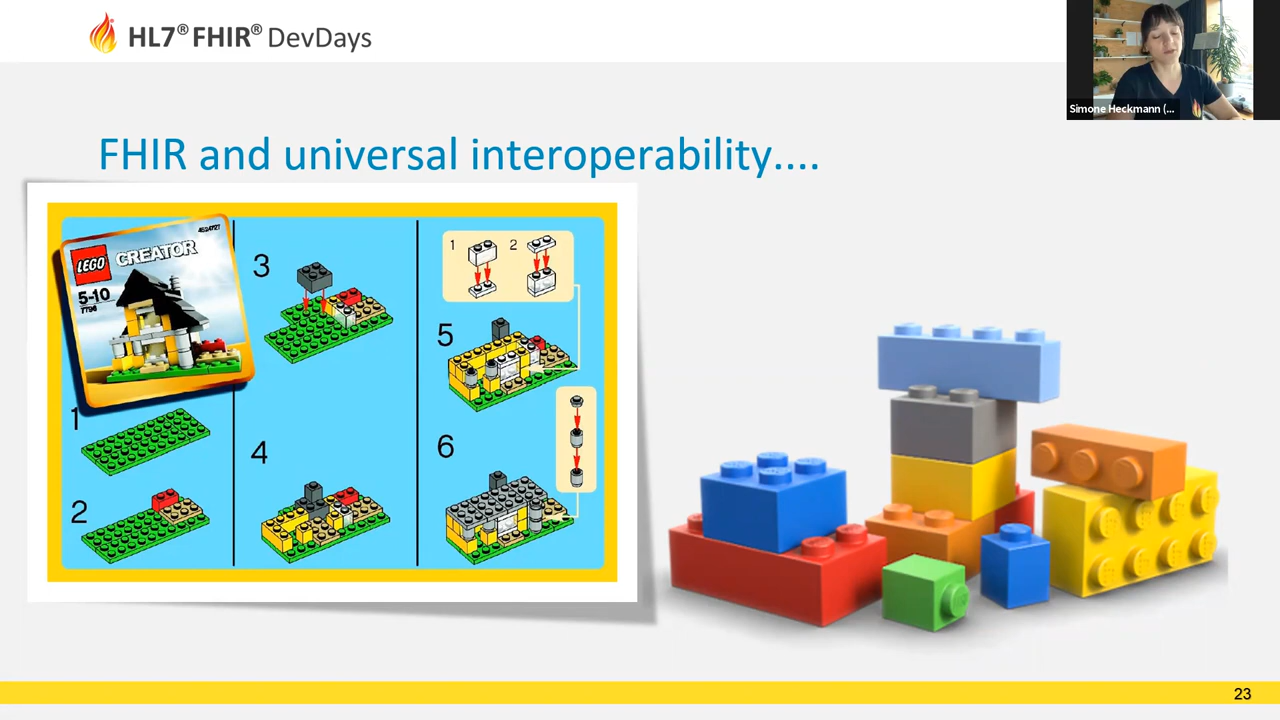 HL7® FHIR® DevDays
Simone Heckmann (...
FHIR and universal interoperability....
LEGO CREATOR
5-10
7796
1
2
3
4
1 2
5
6
23